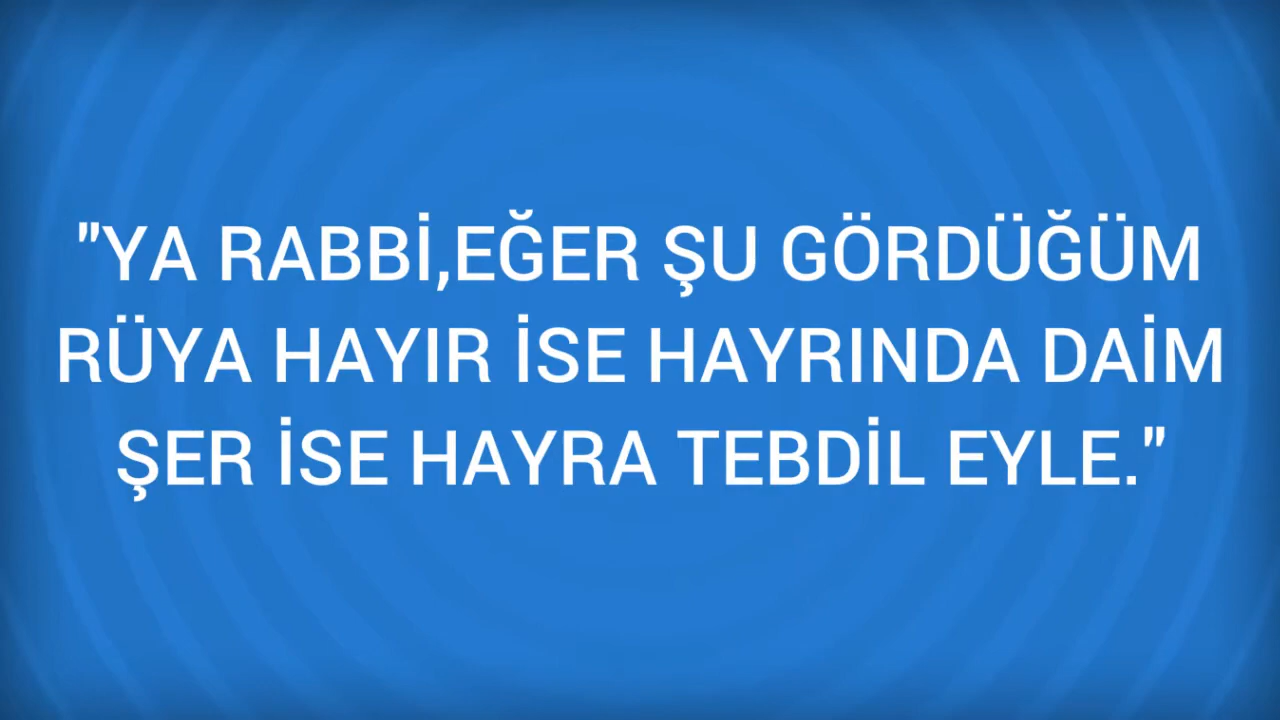 "YA RABBİ,EĞER ŞU GÖRDÜĞÜM
RÜYA HAYIR İSE HAYRINDA DAİM
ŞER İSE HAYRA TEBDİL EYLE."